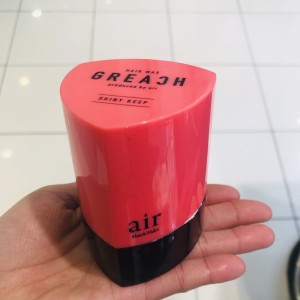 HAIR WAX
GREACH
produced by air
SHINY KEEP
air